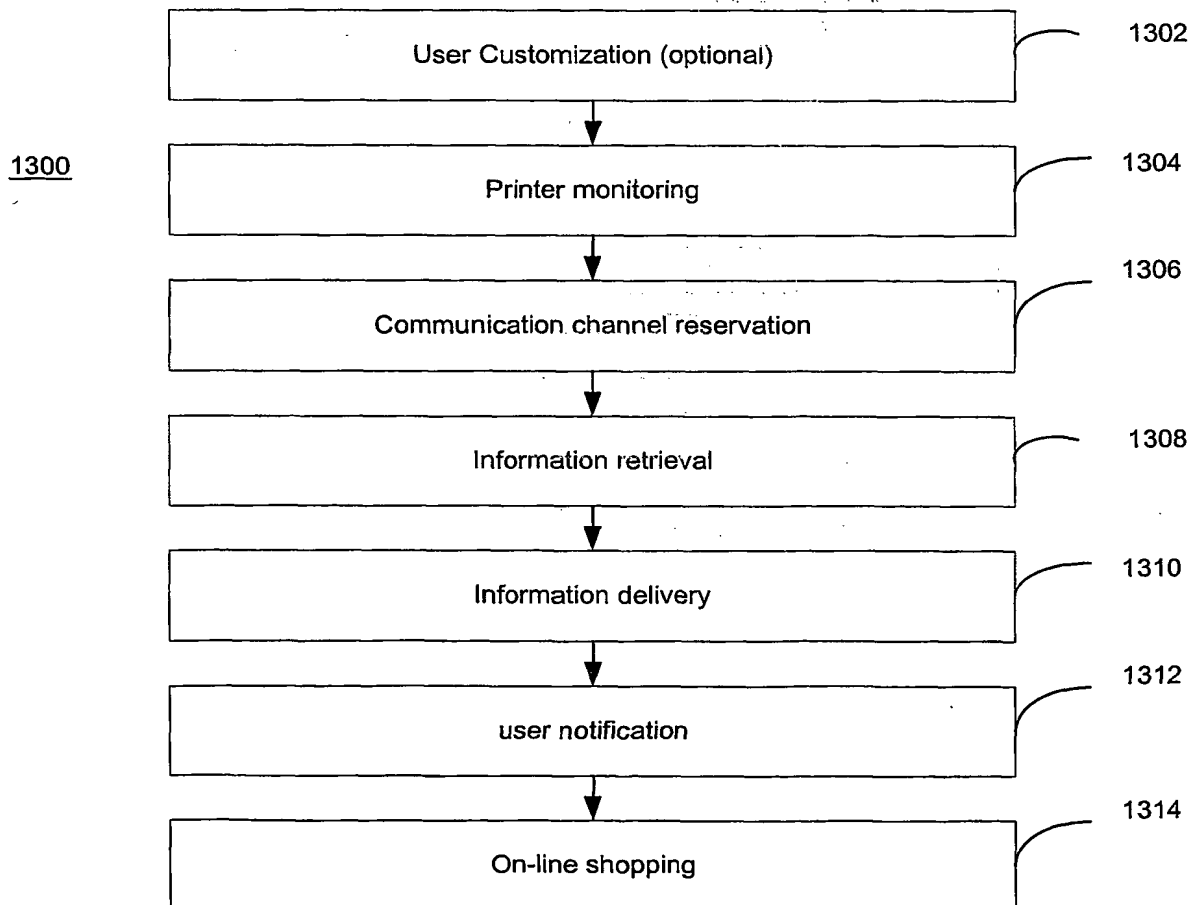 1302
User Customization (optional)
1300
1304
Printer monitoring
1306
Communication channel reservation
1308
Information retrieval
1310
Information delivery
1312
user notification
1314
On-line shopping